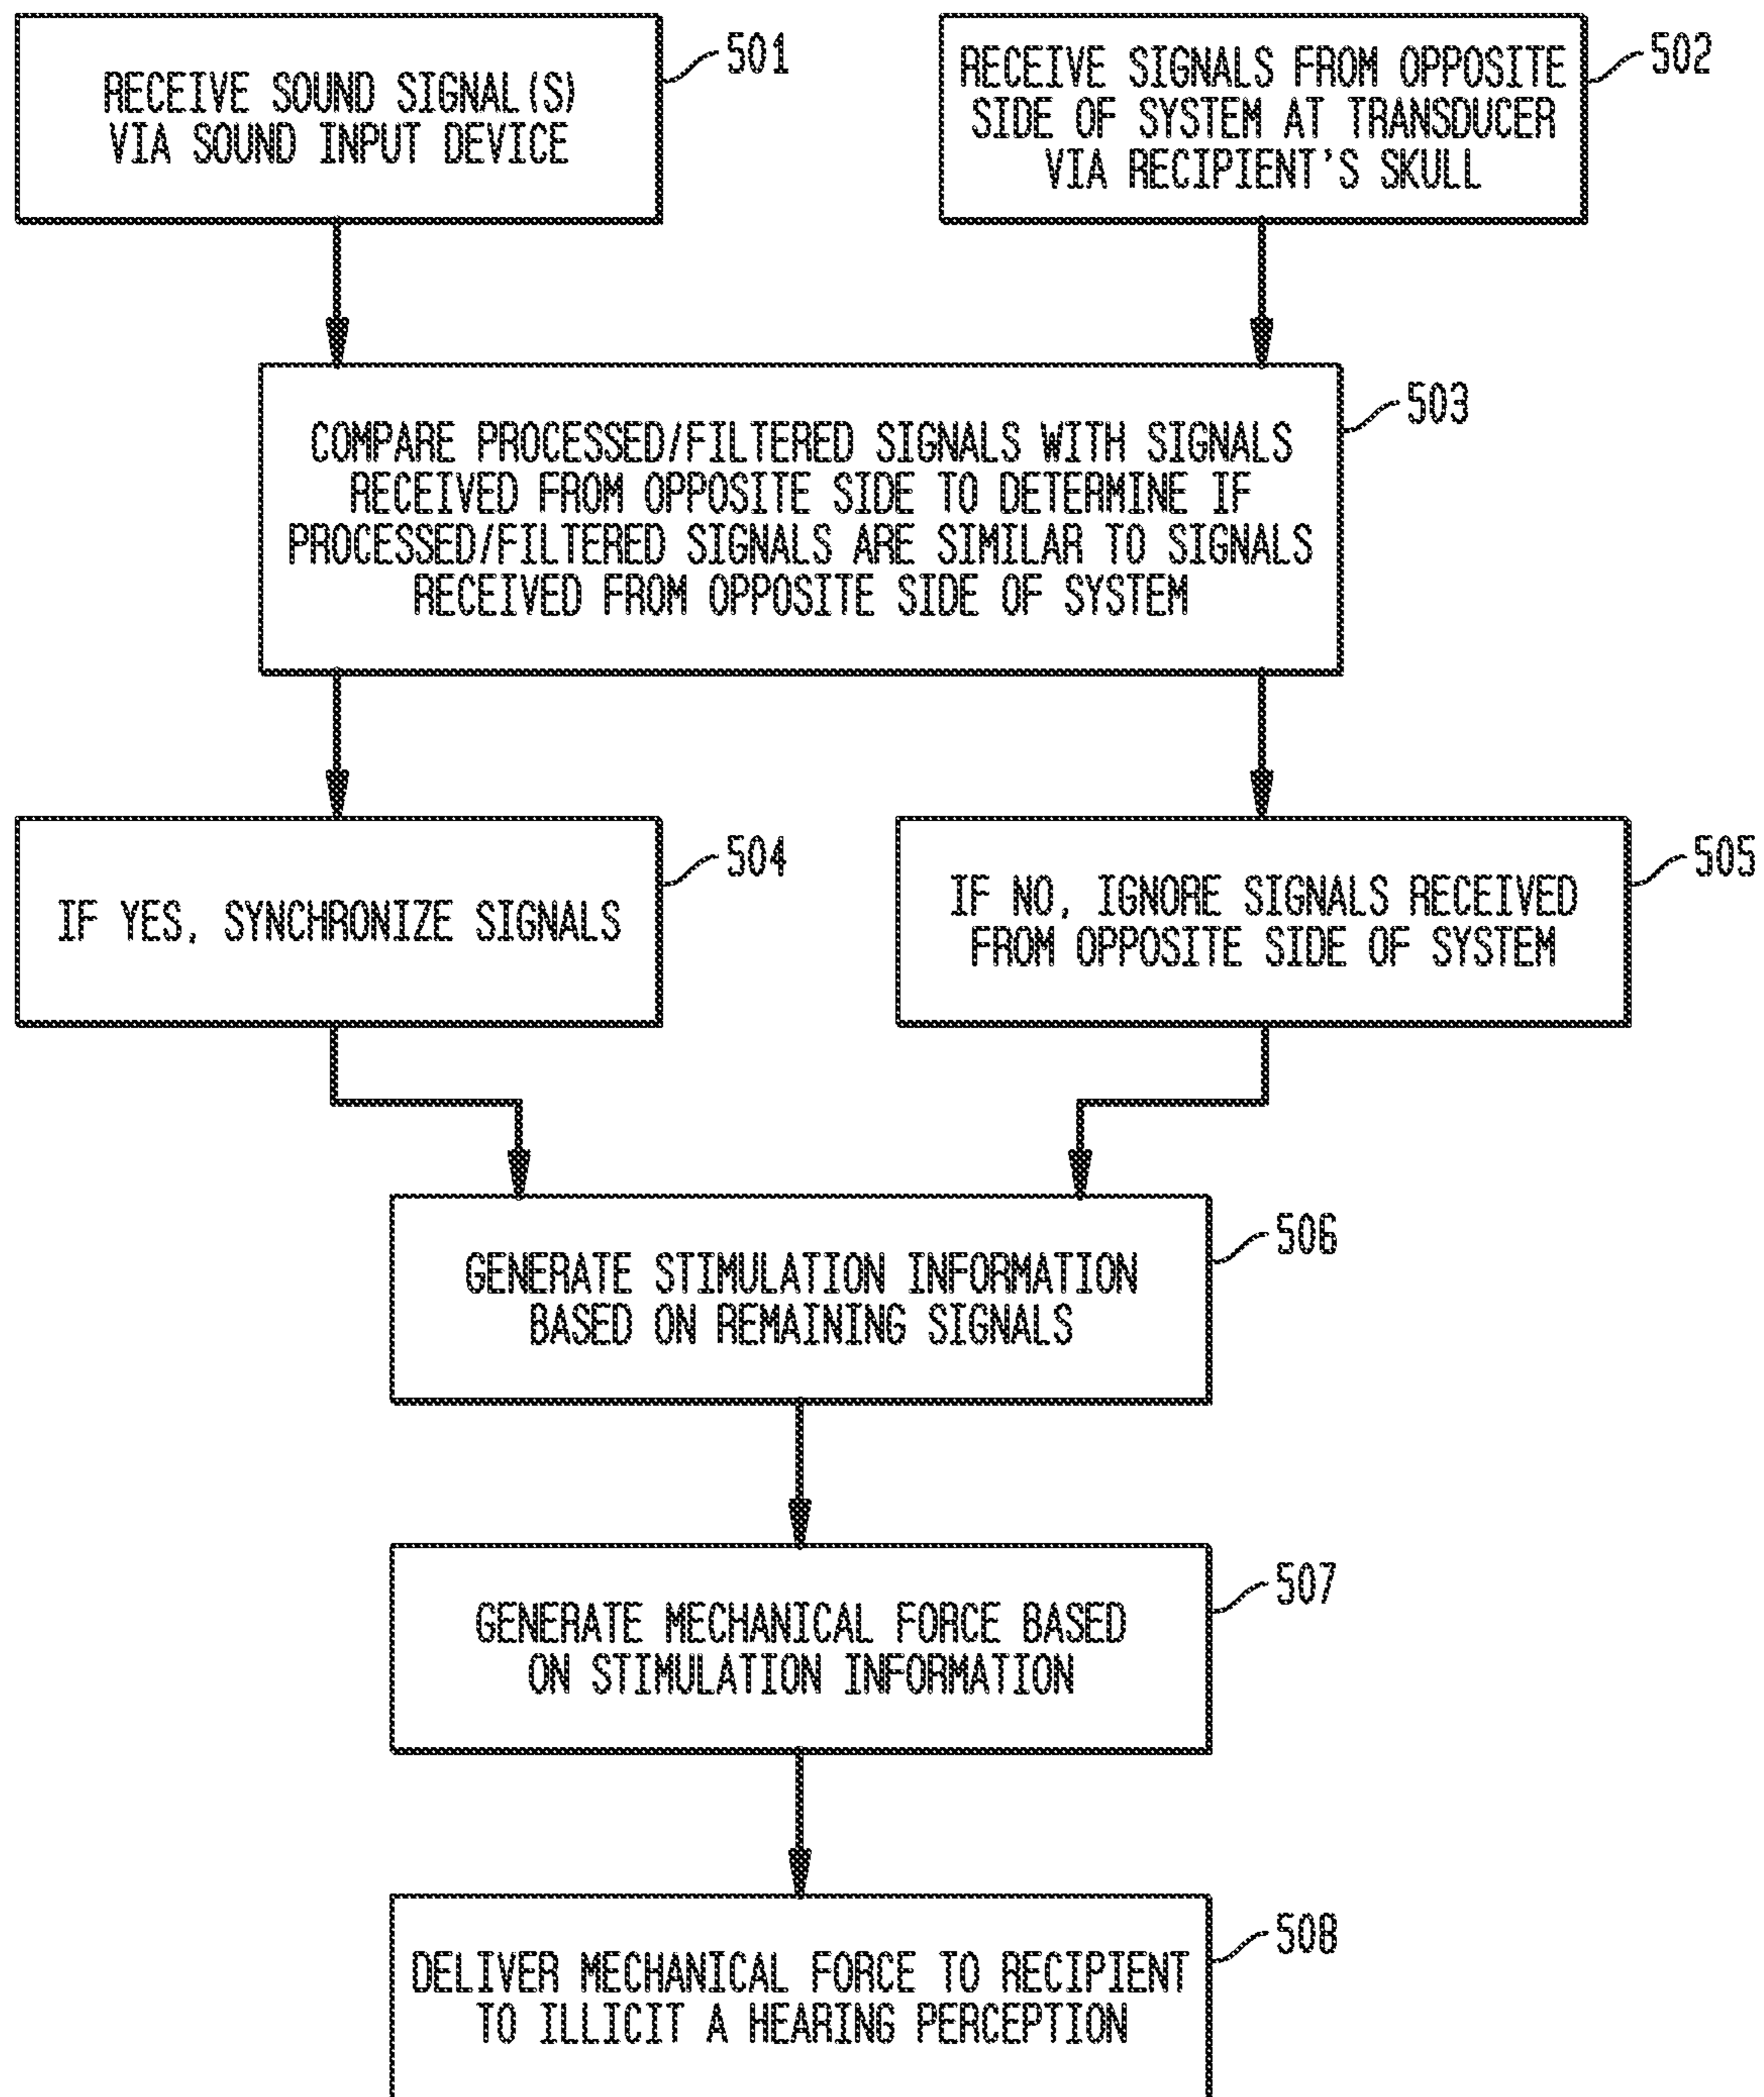 RECEIVE SOUND SIGNAL(S)
VIA SOUND INPUT DEVICE
501
RECEIVE SIGNALS FROM OPPOSITE
SIDE OF SYSTEM AT TRANSDUCER
VIA RECIPIENT'S SKULL
502
COMPARE PROCESSED/FILTERED SIGNALS WITH SIGNALS
RECEIVED FROM OPPOSITE SIDE TO DETERMINE IF
PROCESSED/FILTERED SIGNALS ARE SIMILAR TO SIGNALS
RECEIVED FROM OPPOSITE SIDE OF SYSTEM
503
IF YES, SYNCHRONIZE SIGNALS
504
IF NO, IGNORE SIGNALS RECEIVED
FROM OPPOSITE SIDE OF SYSTEM
505
GENERATE STIMULATION INFORMATION
BASED ON REMAINING SIGNALS
506
GENERATE MECHANICAL FORCE BASED
ON STIMULATION INFORMATION
507
DELIVER MECHANICAL FORCE TO RECIPIENT
TO ILLICIT A HEARING PERCEPTION
508